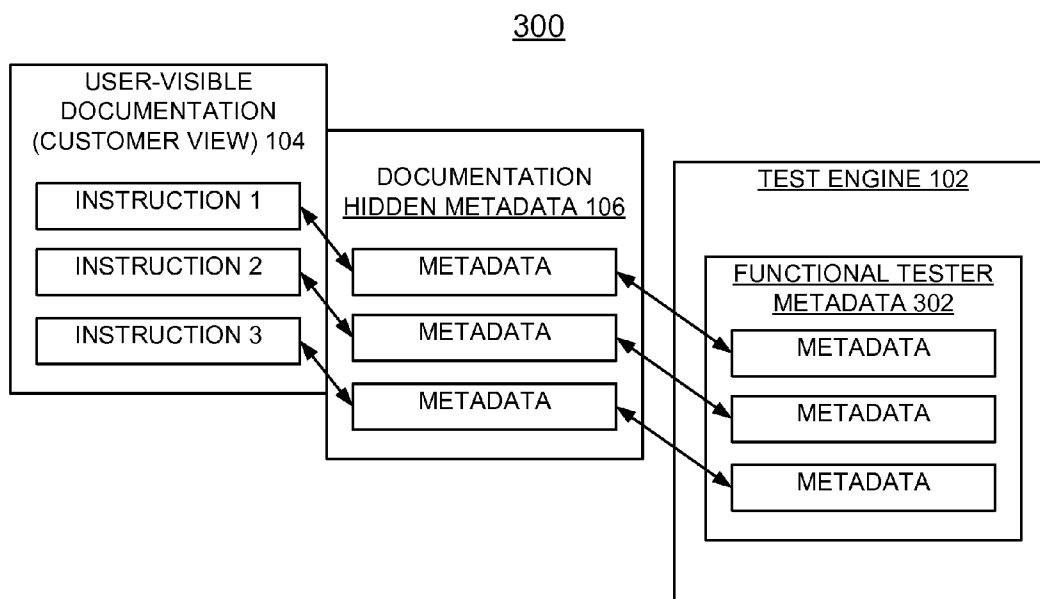 300
USER-VISIBLE
DOCUMENTATION
(CUSTOMER VIEW) 104
INSTRUCTION 1
INSTRUCTION 2
INSTRUCTION 3
DOCUMENTATION
HIDDEN METADATA 106
METADATA
METADATA
METADATA
TEST ENGINE 102
FUNCTIONAL TESTER
METADATA 302
METADATA
METADATA
METADATA